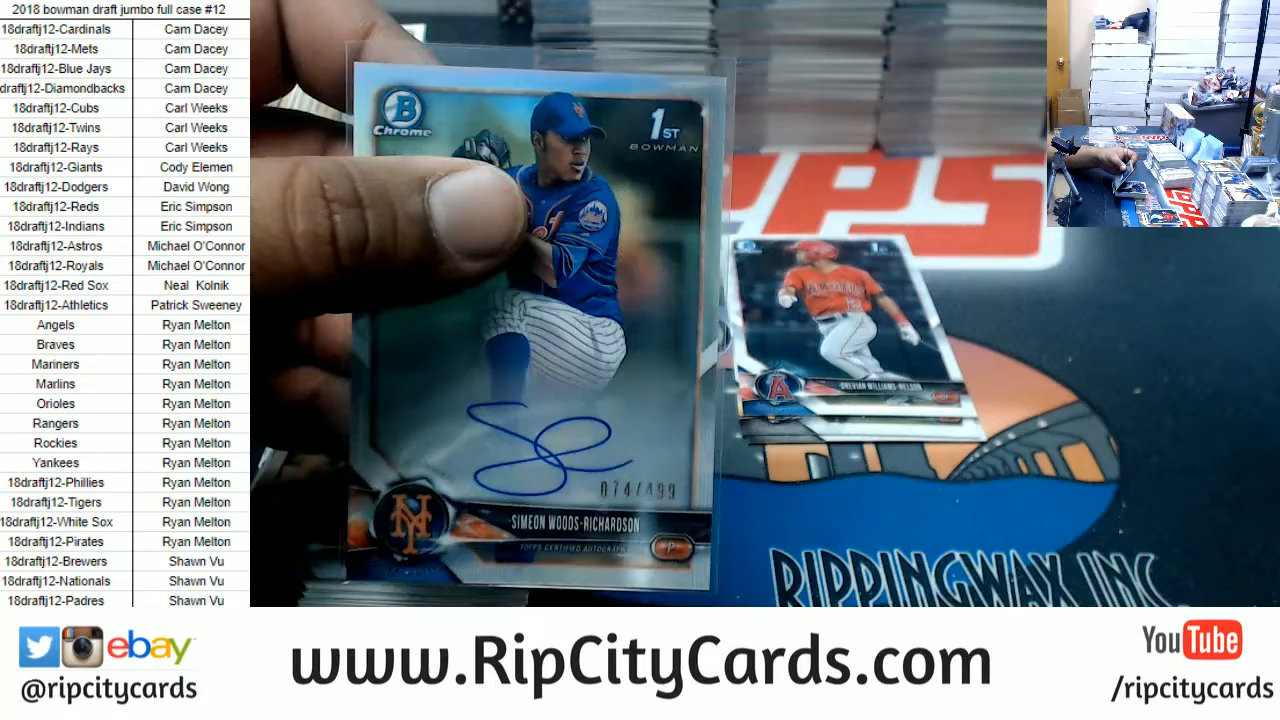 2018 bowman draft jumbo full case #12
18draftj12-Cardinals Cam Dacey
18draftj12-Mets Cam Dacey
18draftj12-Blue Jays Cam Dacey
draftj12-Diamondbacks Cam Dacey
18draftj12-Cubs Carl Weeks
18draftj12-Twins Carl Weeks
18draftj12-Rays Carl Weeks
18draftj12-Giants Cody Elemen
18draftj12-Dodgers David Wong
18draftj12-Reds Eric Simpson
18draftj12-Indians Eric Simpson
18draftj12-Astros Michael O'Connor
18draftj12-Royals Michael O'Connor
18draftj12-Red Sox Neal Kolnik
18draftj12-Athletics Patrick Sweeney
Angels Ryan Melton
Braves Ryan Melton
Mariners Ryan Melton
Marlins Ryan Melton
Orioles Ryan Melton
Rangers Ryan Melton
Rockies Ryan Melton
Yankees Ryan Melton
18draftj12-Phillies Ryan Melton
18draftj12-Tigers Ryan Melton
18draftj12-White Sox Ryan Melton
18draftj12-Pirates Ryan Melton
18draftj12-Brewers Shawn Vu
18draftj12-Nationals Shawn Vu
18draftj12-Padres Shawn Vu
B
Chrome
1ST
BOWMAN
074/499
NY
SIMEON WOODS-RICHARDSON
TOPPS CERTIFIED AUTOGRAPH
P
PPS
A
DREVIAN WILLIAMS-NELSON
RIPPINGWAX INC.
ebay
@ripcitycards
www.RipCityCards.com
YouTube
/ripcitycards